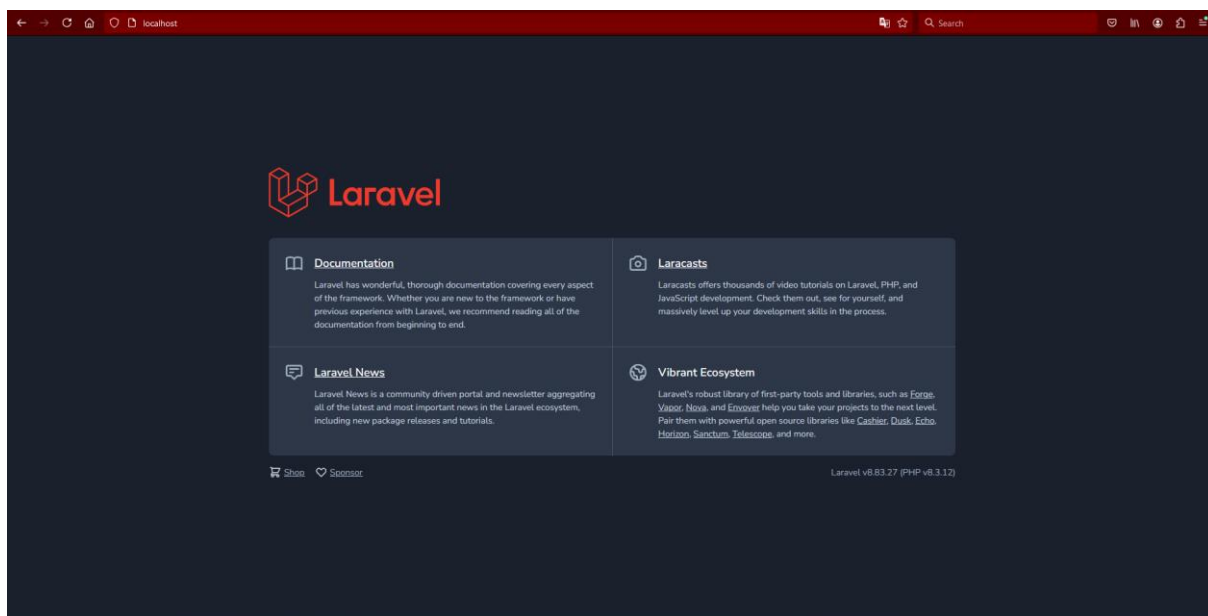 localhost
Search
Laravel
Documentation
Laravel has wonderful, thorough documentation covering every aspect
of the framework. Whether you are new to the framework or have
previous experience with Laravel, we recommend reading all of the
documentation from beginning to end.
Laracasts
Laracasts offers thousands of video tutorials on Laravel, PHP, and
JavaScript development. Check them out, see for yourself, and
massively level up your development skills in the process.
Laravel News
Laravel News is a community driven portal and newsletter aggregating
all of the latest and most important news in the Laravel ecosystem,
including new package releases and tutorials.
Vibrant Ecosystem
Laravel's robust library of first-party tools and libraries, such as Forge,
Vapor, Nova, and Envoyer help you take your projects to the next level.
Pair them with powerful open source libraries like Cashier, Dusk, Echo,
Horizon, Sanctum, Telescope, and more.
Shop
Sponsor
Laravel v8.83.27 (PHP v8.3.12)